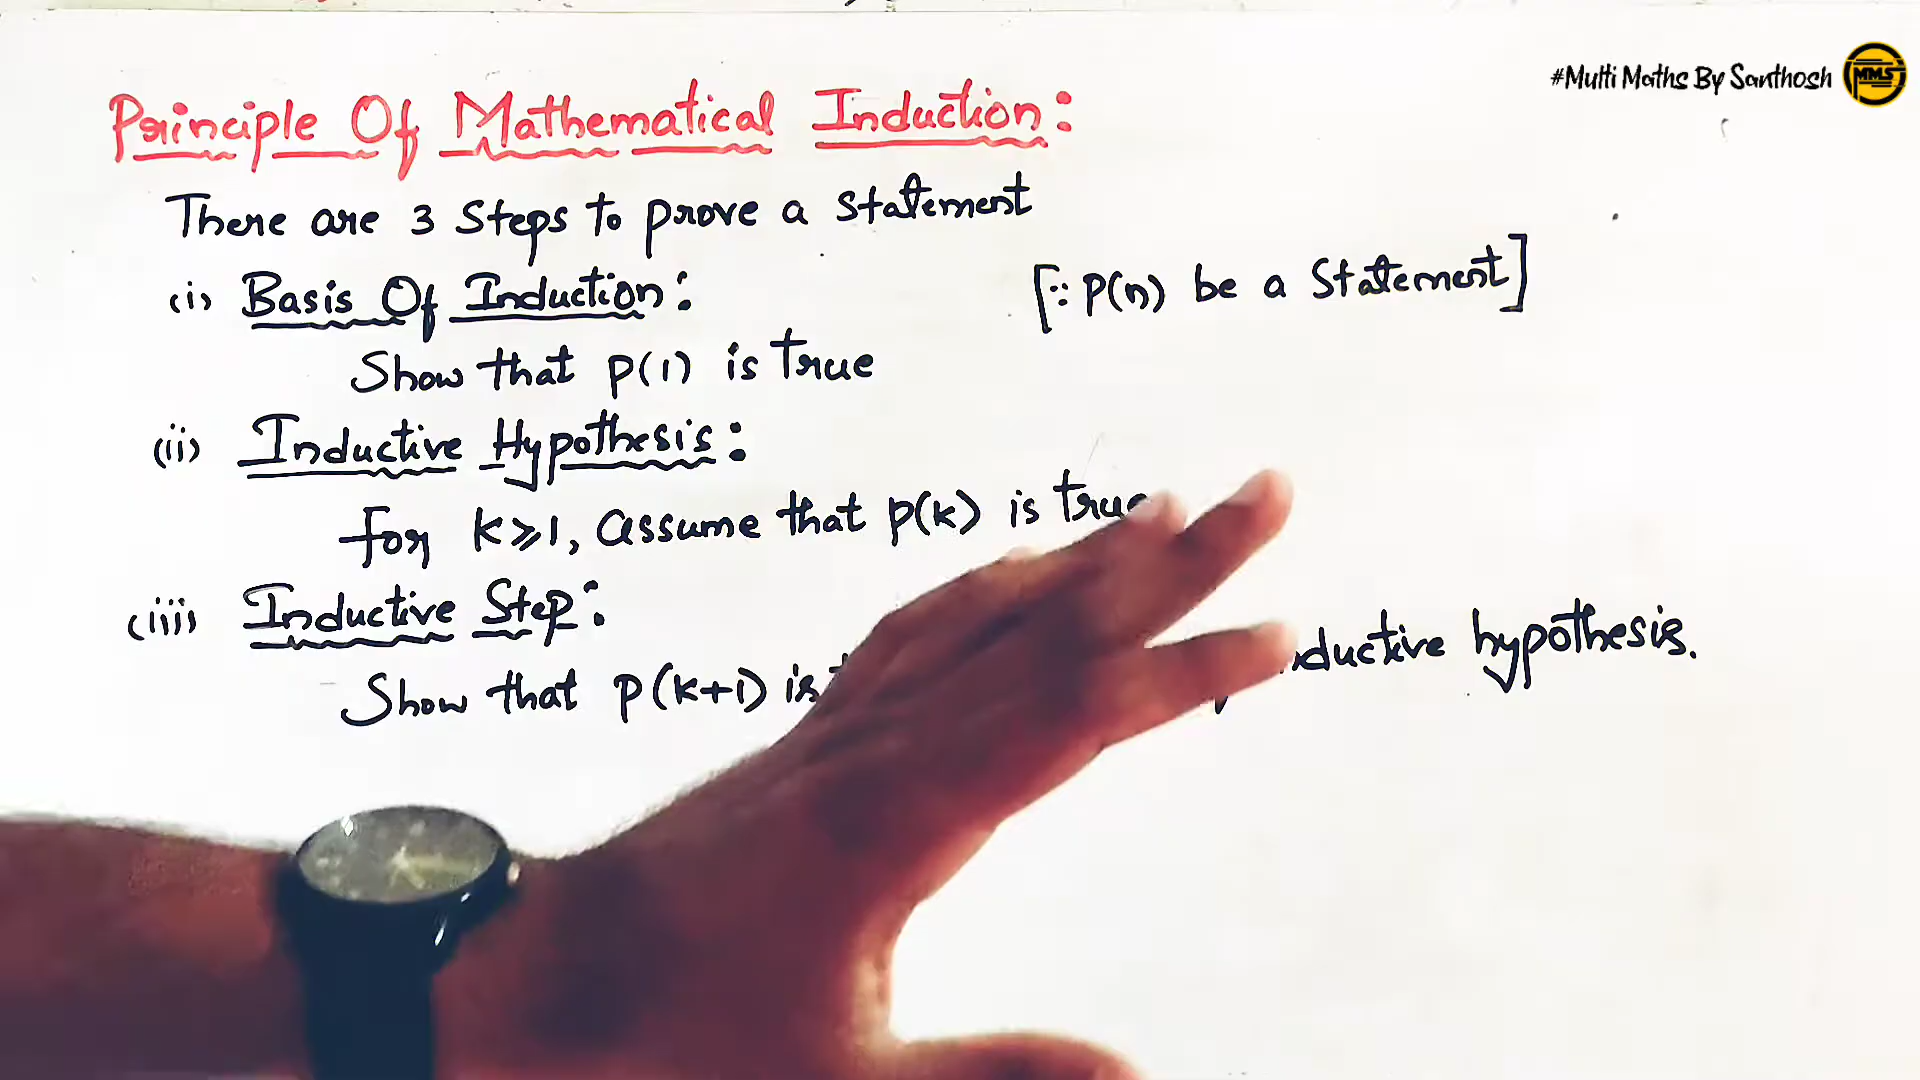 #Multi Maths By Santhosh MMS
Principle Of Mathematical Induction:
There are 3 Steps to prove a statement
(i) Basis Of Induction: [∵ P(n) be a Statement]
Show that P(1) is true
(ii) Inductive Hypothesis:
For k⩾1, assume that p(k) is true
(iii) Inductive Step:
Show that p(k+1) is hypothesis.